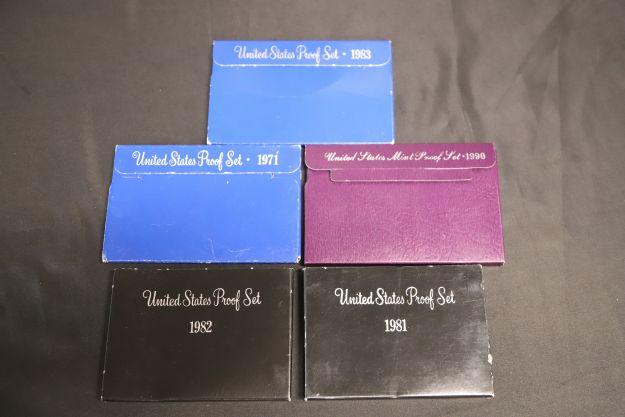 United States Proof Set • 1983
United States Proof Set • 1971
United States Mint Proof Set • 1990
United States Proof Set
1982
United States Proof Set
1981